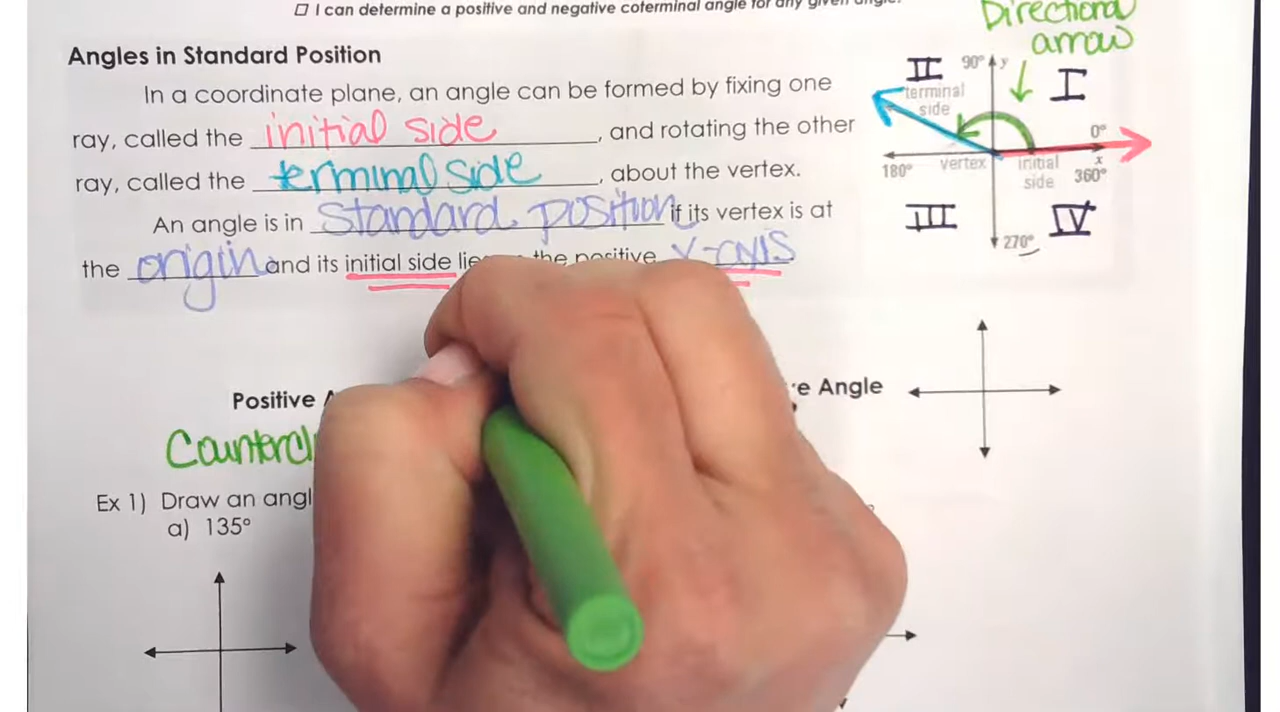 ☐ I can determine a positive and negative coterminal angle for any given angle.
Directional
arrow
Angles in Standard Position
In a coordinate plane, an angle can be formed by fixing one
ray, called the initial side, and rotating the other
ray, called the terminal side, about the vertex.
An angle is in standard position if its vertex is at
the origin and its initial side the positive x-axis
II
90° y
I
terminal
side
0°
180° vertex initial x
side 360°
III
IV
270°
Positive
Angle
Ex 1) Draw an
a) 135°